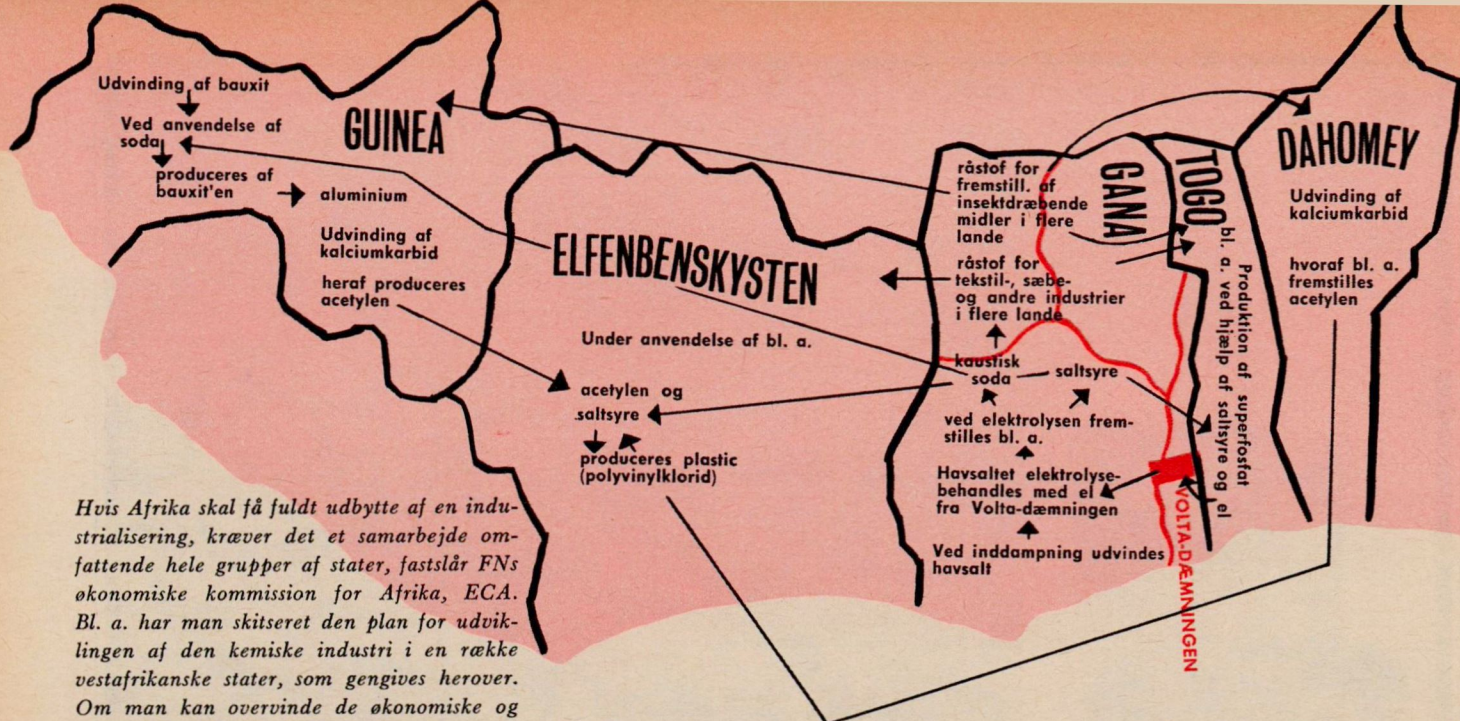 Udvinding af bauxit
Ved anvendelse af
soda
produceres af
bauxit'en
aluminium
GUINEA
Udvinding af
kalciumkarbid
heraf produceres
acetylen
ELFENBENSKYSTEN
Under anvendelse af bl. a.
acetylen og
saltsyre
produceres plastic
(polyvinylklorid)
råstof for
fremstill. af
insektdræbende
midler i flere
lande
råstof for
tekstil-, sæbe-
og andre industrier
i flere lande
kaustisk
soda
saltsyre
ved elektrolysen frem-
stilles bl. a.
Havsaltet elektrolyse-
behandles med el
fra Volta-dæmningen
Ved inddampning udvindes
havsalt
GANA
TOGO
Produktion af superfosfat
bl. a. ved hjælp af saltsyre og el
VOLTA-DÆMNINGEN
DAHOMEY
Udvinding af
kalciumkarbid
hvoraf bl. a.
fremstilles
acetylen
Hvis Afrika skal få fuldt udbytte af en indu-
strialisering, kræver det et samarbejde om-
fattende hele grupper af stater, fastslår FNs
økonomiske kommission for Afrika, ECA.
Bl. a. har man skitseret den plan for udvik-
lingen af den kemiske industri i en række
vestafrikanske stater, som gengives herover.
Om man kan overvinde de økonomiske og